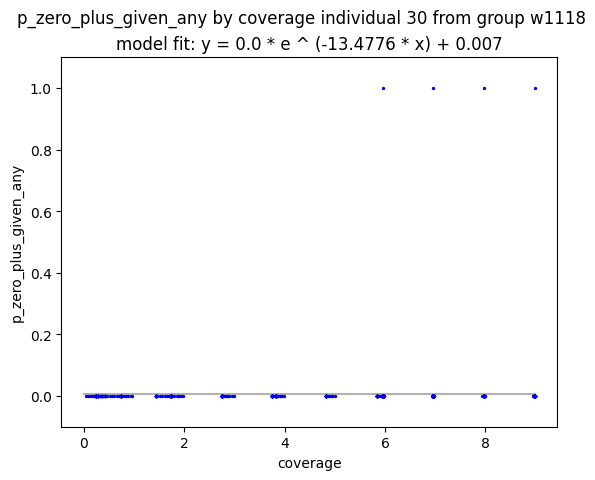 p_zero_plus_given_any by coverage individual 30 from group w1118
model fit: y = 0.0 * e ^ (-13.4776 * x) + 0.007
1.0
0.8
0.6
0.4
0.2
0.0
p_zero_plus_given_any
0 2 4 6 8
coverage